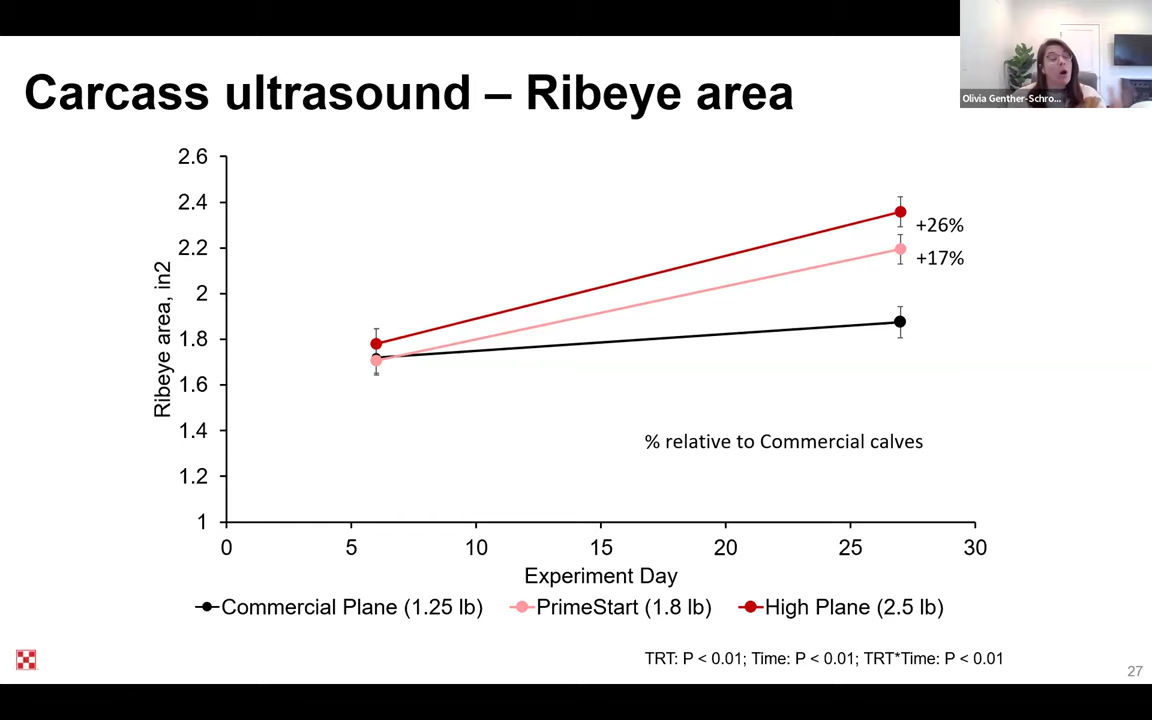 Carcass ultrasound – Ribeye area
Olivia Genther-Schro...
2.6
2.4
2.2
2
1.8
1.6
1.4
1.2
1
Ribeye area, in2
+26%
+17%
% relative to Commercial calves
0 5 10 15 20 25 30
Experiment Day
Commercial Plane (1.25 lb) PrimeStart (1.8 lb) High Plane (2.5 lb)
TRT: P < 0.01; Time: P < 0.01; TRT*Time: P < 0.01
27